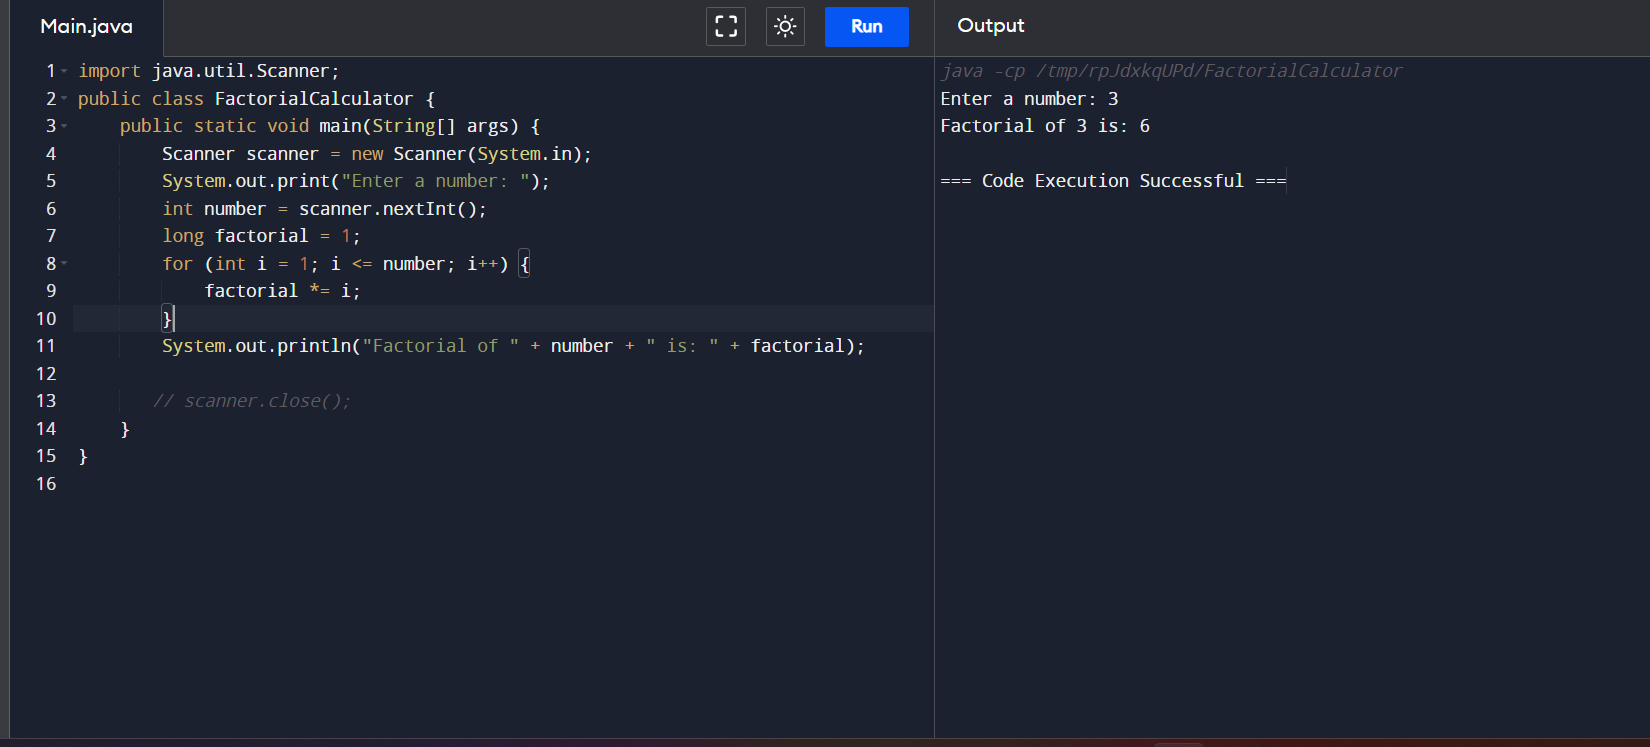 Main.java
Run
Output
1 import java.util.Scanner;
2 public class FactorialCalculator {
3     public static void main(String[] args) {
4         Scanner scanner = new Scanner(System.in);
5         System.out.print("Enter a number: ");
6         int number = scanner.nextInt();
7         long factorial = 1;
8         for (int i = 1; i <= number; i++) {
9             factorial *= i;
10         }
11         System.out.println("Factorial of " + number + " is: " + factorial);
12
13        // scanner.close();
14     }
15 }
16
java -cp /tmp/rpJdxkqUPd/FactorialCalculator
Enter a number: 3
Factorial of 3 is: 6
=== Code Execution Successful ===